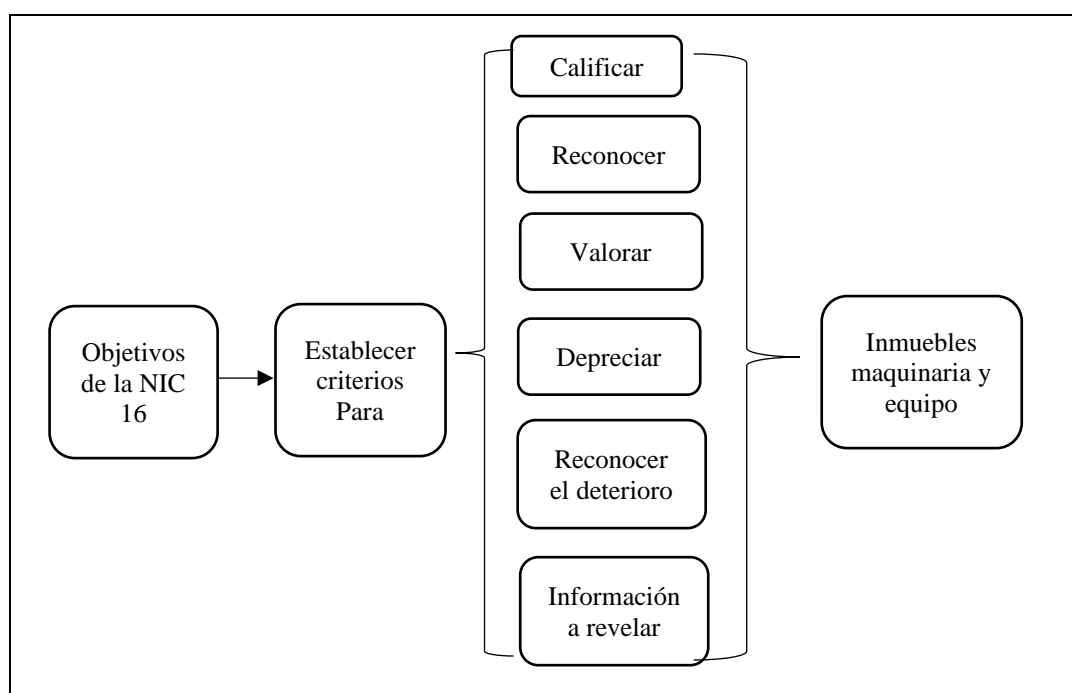 Objetivos
de la NIC
16
Establecer
criterios
Para
Calificar
Reconocer
Valorar
Depreciar
Reconocer
el deterioro
Información
a revelar
Inmuebles
maquinaria y
equipo